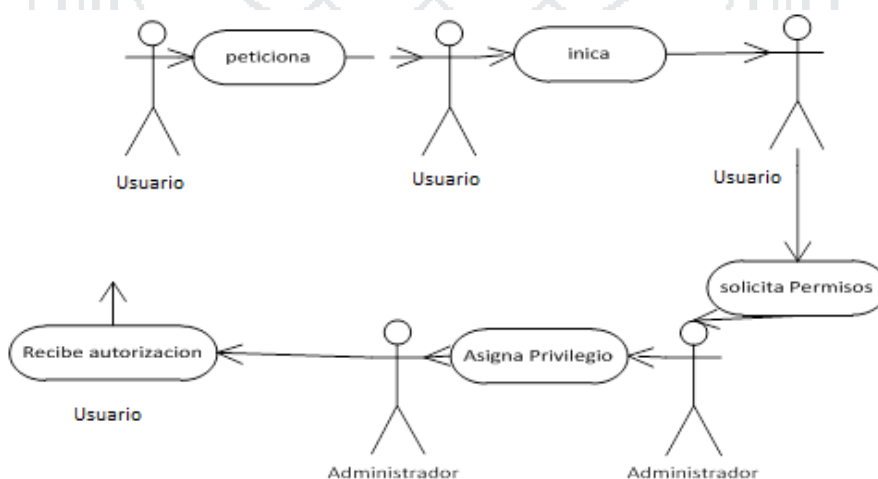 peticiona
inica
Usuario
Usuario
Usuario
solicita Permisos
Recibe autorizacion
Asigna Privilegio
Usuario
Administrador
Administrador